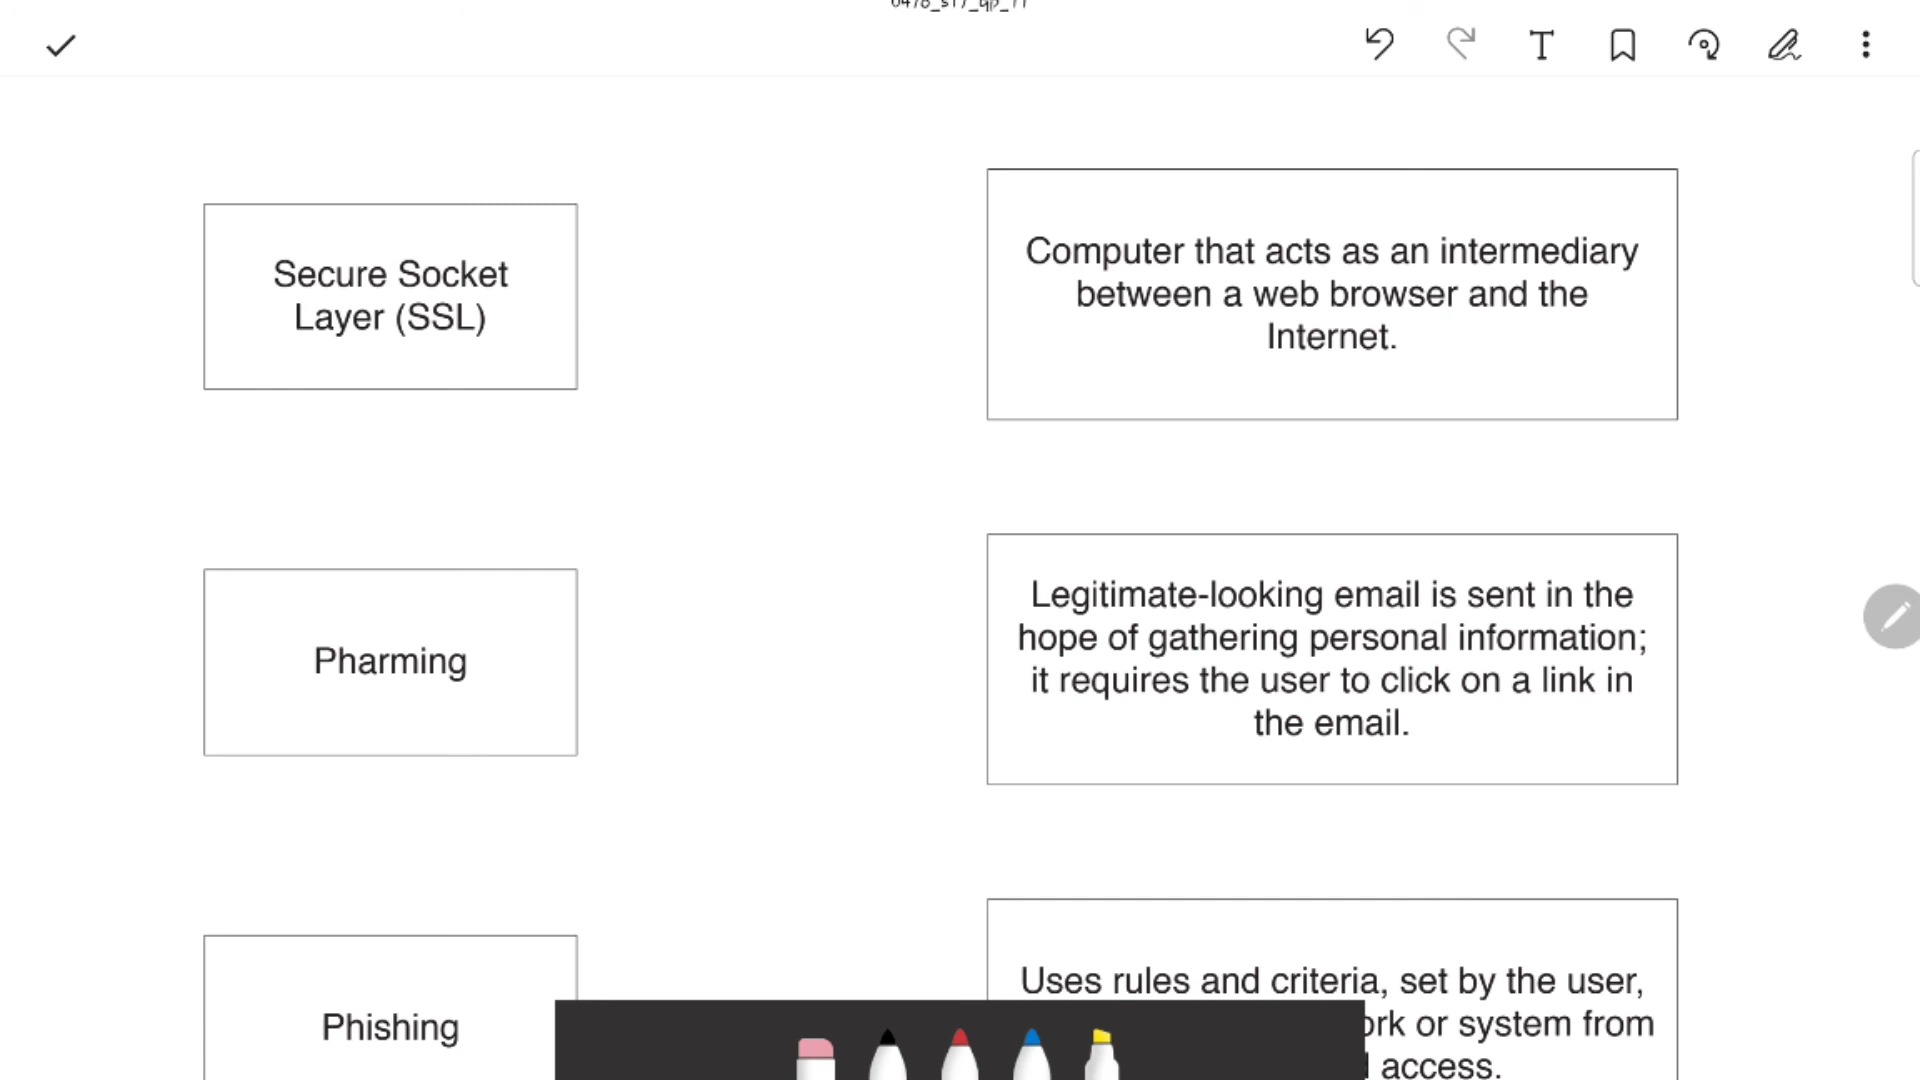 Secure Socket
Layer (SSL)
Computer that acts as an intermediary
between a web browser and the
Internet.
Pharming
Legitimate-looking email is sent in the
hope of gathering personal information;
it requires the user to click on a link in
the email.
Phishing
Uses rules and criteria, set by the user,
or system from
access.